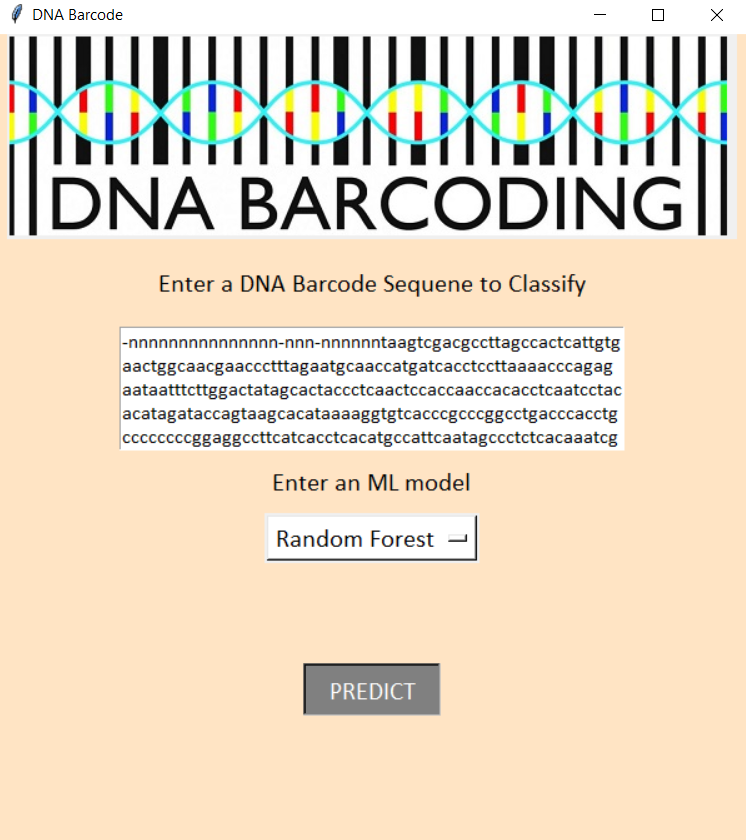 DNA Barcode
DNA BARCODING
Enter a DNA Barcode Sequene to Classify
-nnnnnnnnnnnnnnn-nnn-nnnnnntaagtcgacgccttagccactcattgtg
aactggcaacgaaccctttagaatgcaaccatgatcacctccttaaaacccagag
aataatttcttggactatagcactaccctcaactccaccaaccacacctcaatcctac
acatagataccagtaagcacataaaaggtgtcacccgcccggcctgacccacctg
ccccccccggaggccttcatcacctcacatgccattcaatagccctctcacaaatcg
Enter an ML model
Random Forest
PREDICT